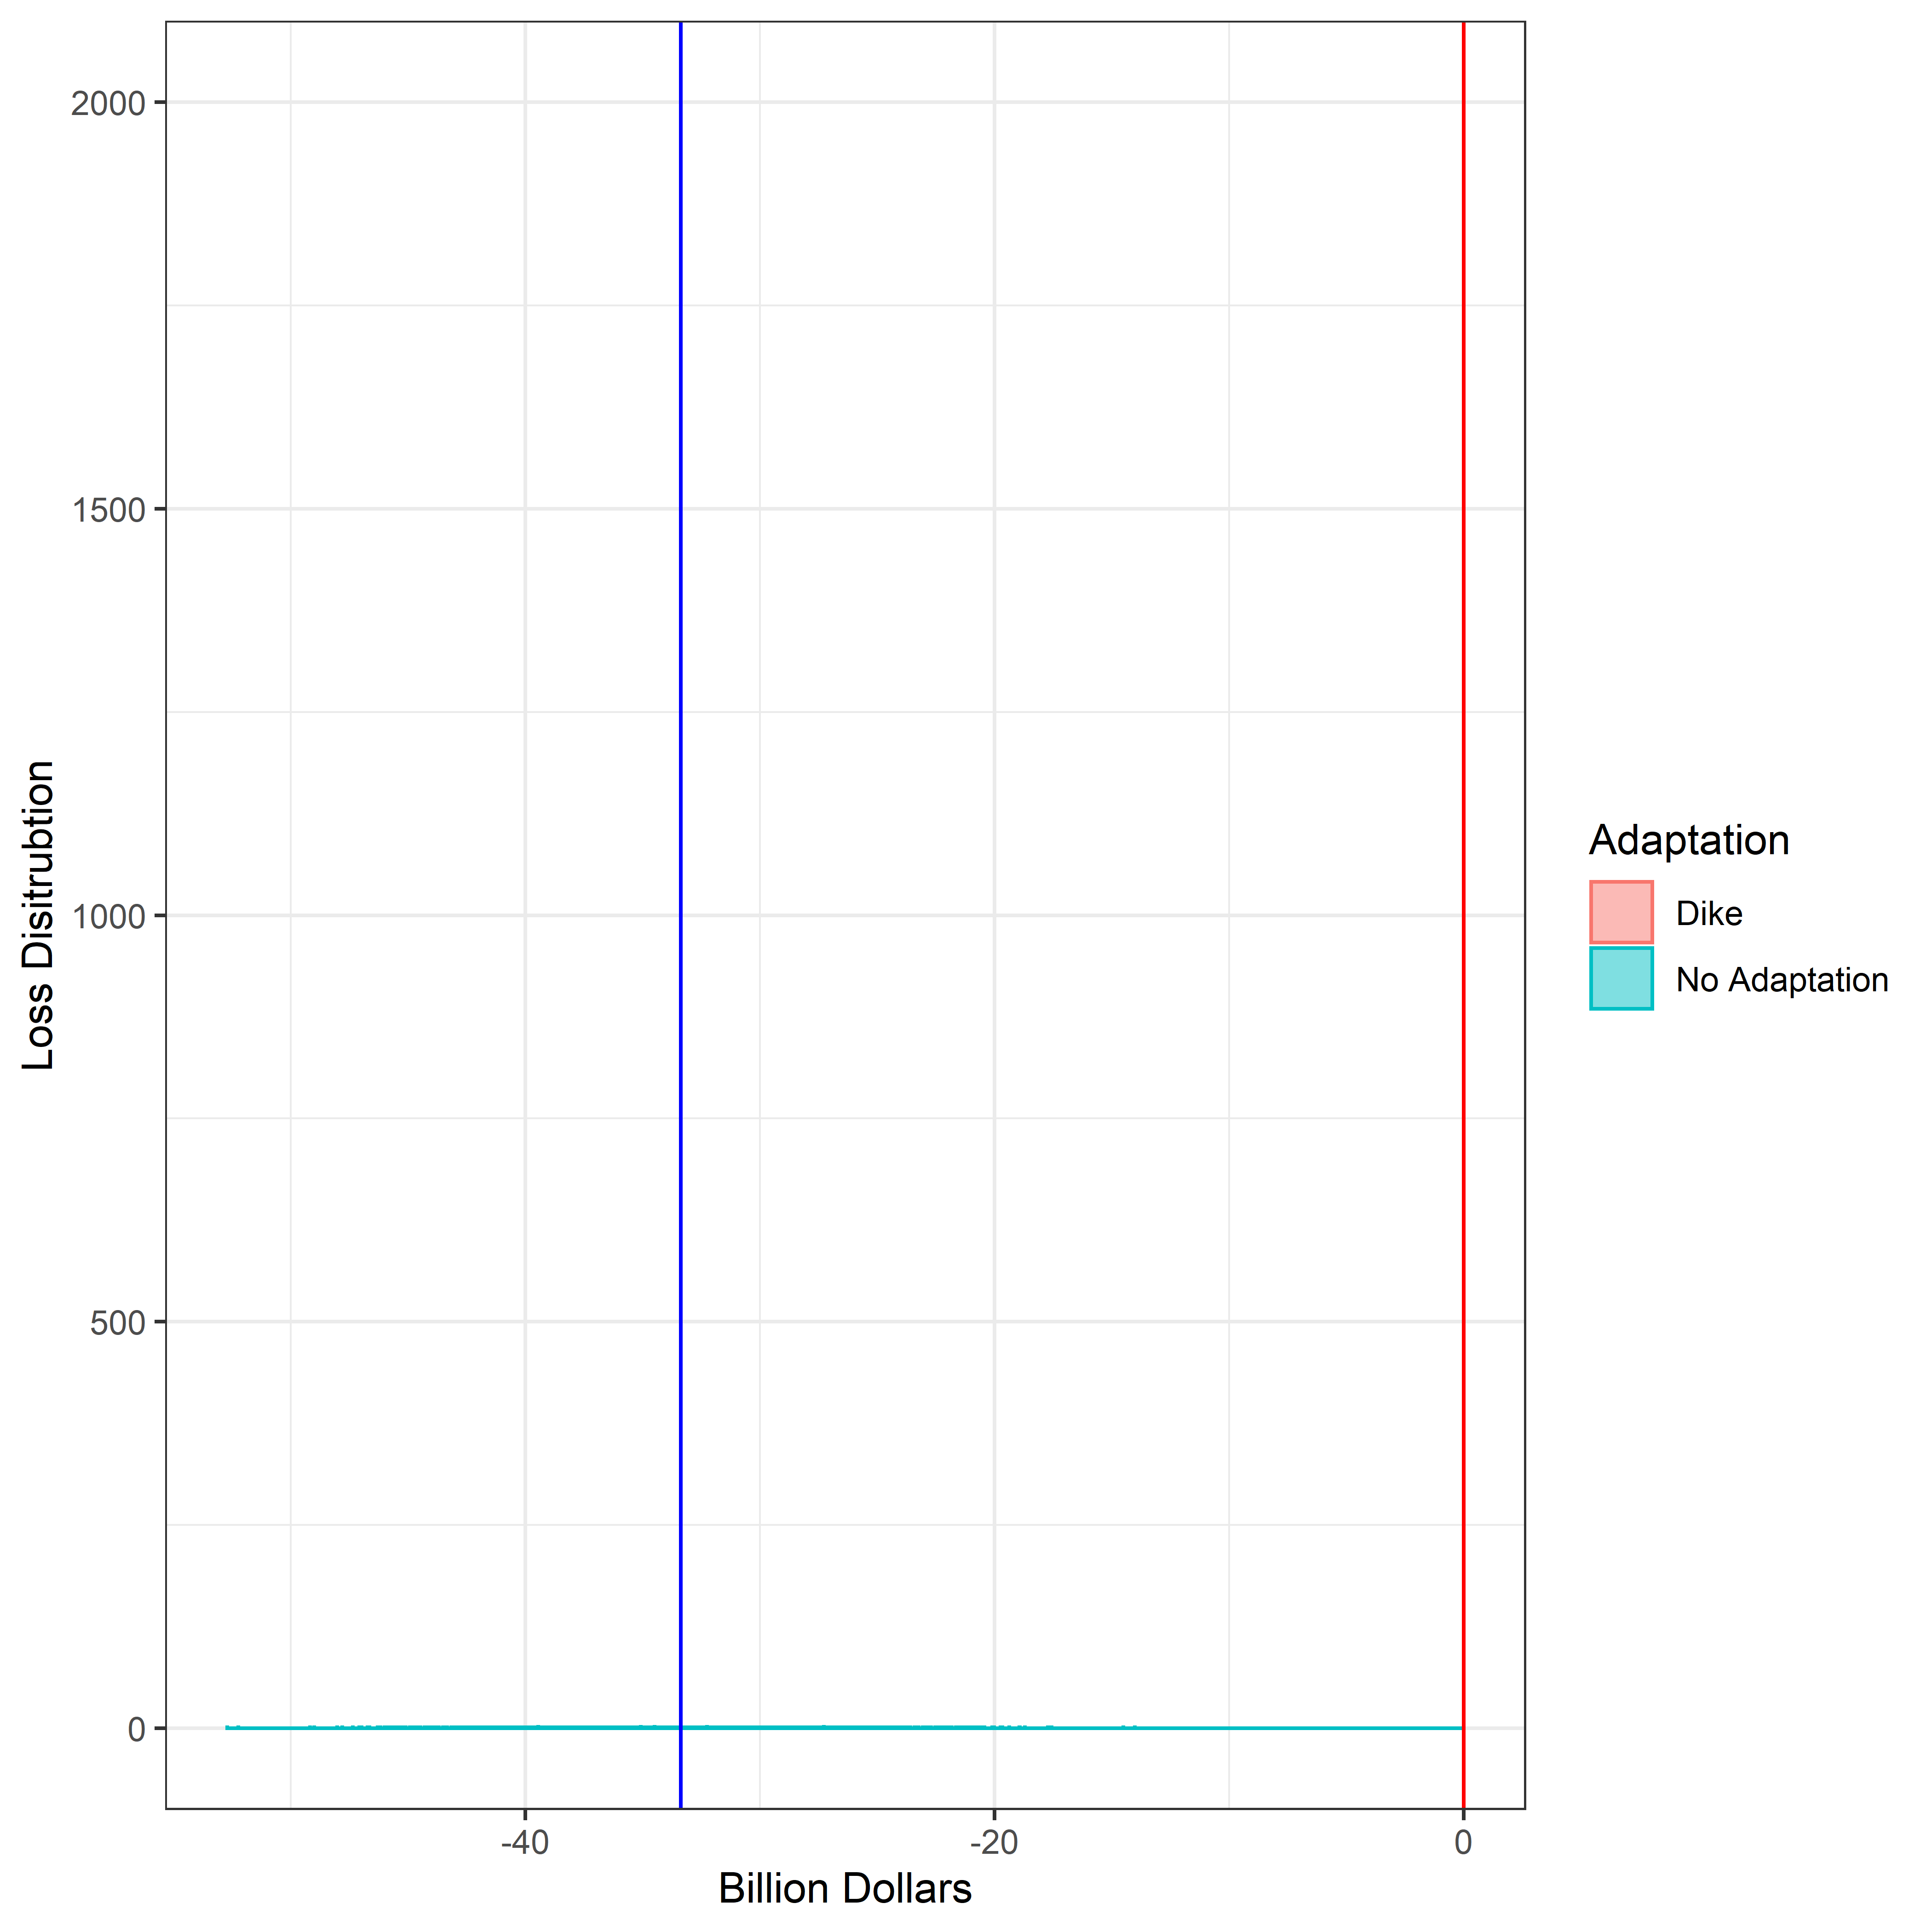 2000
1500
1000
500
0
Loss Disitrubtion
-40
-20
0
Billion Dollars
Adaptation
Dike
No Adaptation